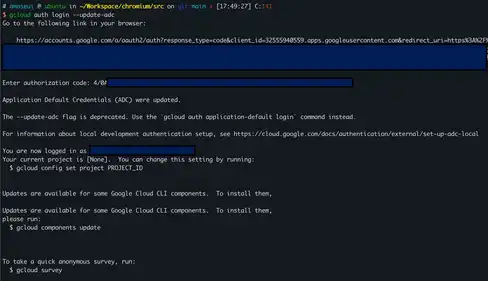 # amaseui @ ubuntu in ~/Workspace/chromium/src on git:main [17:49:27] C:141
$ gcloud auth login --update-adc
Go to the following link in your browser:
https://accounts.google.com/o/oauth2/auth?response_type=code&client_id=32555940559.apps.googleusercontent.com&redirect_uri=https%3A%2F%
Enter authorization code: 4/0A
Application Default Credentials (ADC) were updated.
The --update-adc flag is deprecated. Use the `gcloud auth application-default login` command instead.
For information about local development authentication setup, see https://cloud.google.com/docs/authentication/external/set-up-adc-local
You are now logged in as
Your current project is [None].  You can change this setting by running:
$ gcloud config set project PROJECT_ID
Updates are available for some Google Cloud CLI components.  To install them,
Updates are available for some Google Cloud CLI components.  To install them,
please run:
$ gcloud components update
To take a quick anonymous survey, run:
$ gcloud survey